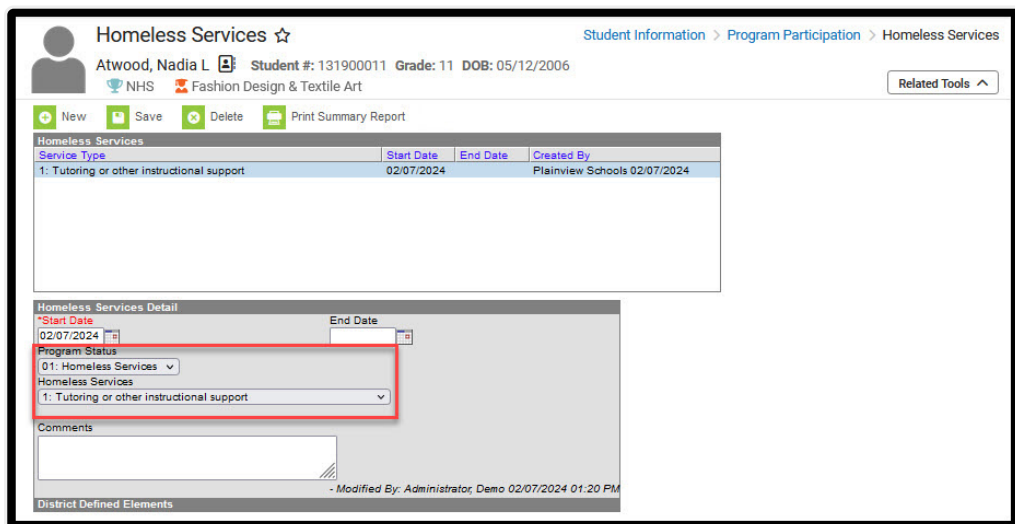 Homeless Services
Student Information > Program Participation > Homeless Services
Atwood, Nadia L Student #: 131900011 Grade: 11 DOB: 05/12/2006
NHS Fashion Design & Textile Art
Related Tools
New Save Delete Print Summary Report
Homeless Services
Service Type Start Date End Date Created By
1: Tutoring or other instructional support 02/07/2024 Plainview Schools 02/07/2024
Homeless Services Detail
*Start Date End Date
02/07/2024
Program Status
01: Homeless Services
Homeless Services
1: Tutoring or other instructional support
Comments
- Modified By: Administrator, Demo 02/07/2024 01:20 PM
District Defined Elements